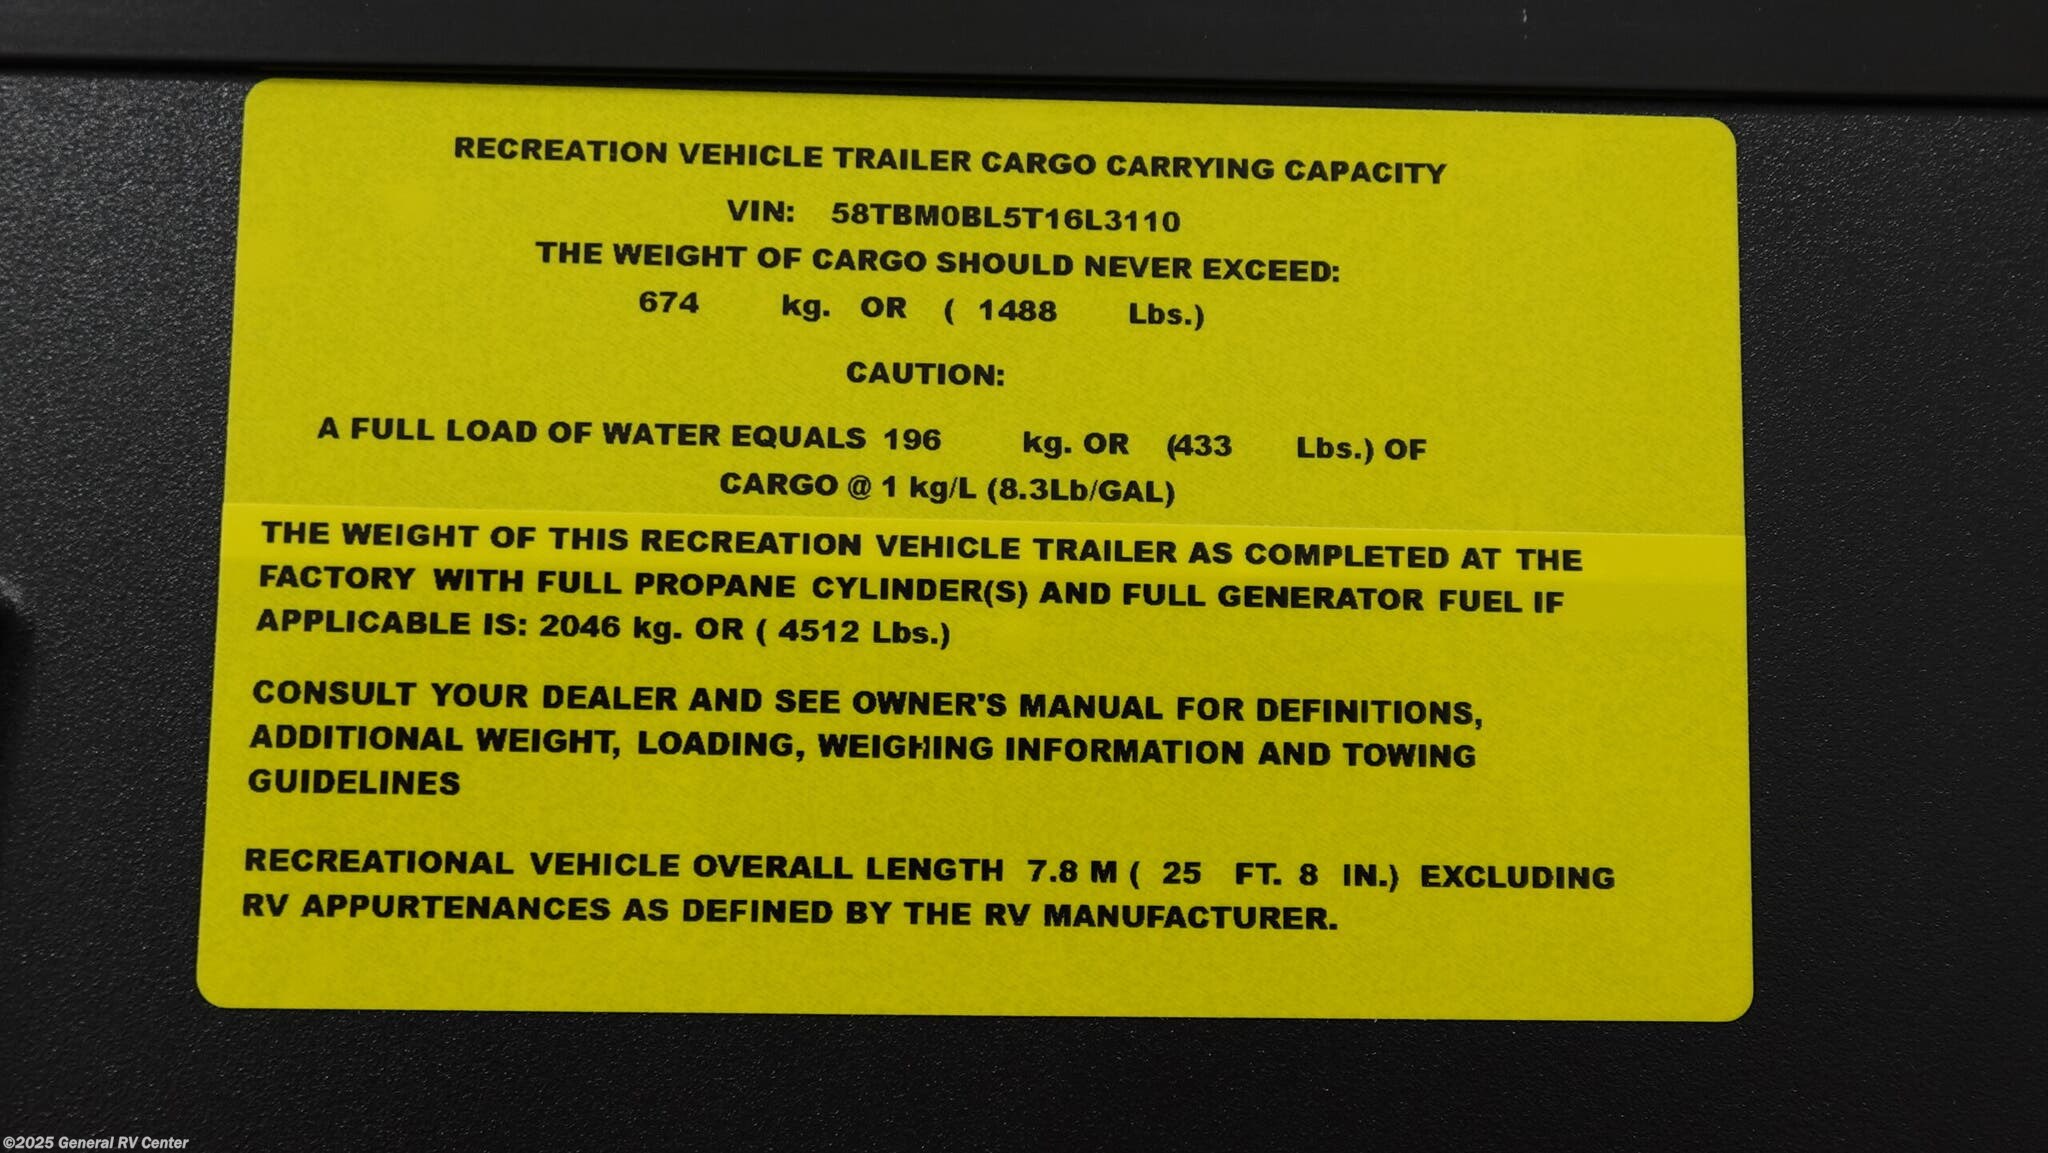 RECREATION VEHICLE TRAILER CARGO CARRYING CAPACITY
VIN: 58TBM0BL5T16L3110
THE WEIGHT OF CARGO SHOULD NEVER EXCEED:
674 kg. OR ( 1488 Lbs.)
CAUTION:
A FULL LOAD OF WATER EQUALS 196 kg. OR (433 Lbs.) OF
CARGO @ 1 kg/L (8.3Lb/GAL)
THE WEIGHT OF THIS RECREATION VEHICLE TRAILER AS COMPLETED AT THE
FACTORY WITH FULL PROPANE CYLINDER(S) AND FULL GENERATOR FUEL IF
APPLICABLE IS: 2046 kg. OR ( 4512 Lbs.)
CONSULT YOUR DEALER AND SEE OWNER'S MANUAL FOR DEFINITIONS,
ADDITIONAL WEIGHT, LOADING, WEIGHING INFORMATION AND TOWING
GUIDELINES
RECREATIONAL VEHICLE OVERALL LENGTH 7.8 M ( 25 FT. 8 IN.) EXCLUDING
RV APPURTENANCES AS DEFINED BY THE RV MANUFACTURER.
©2025 General RV Center